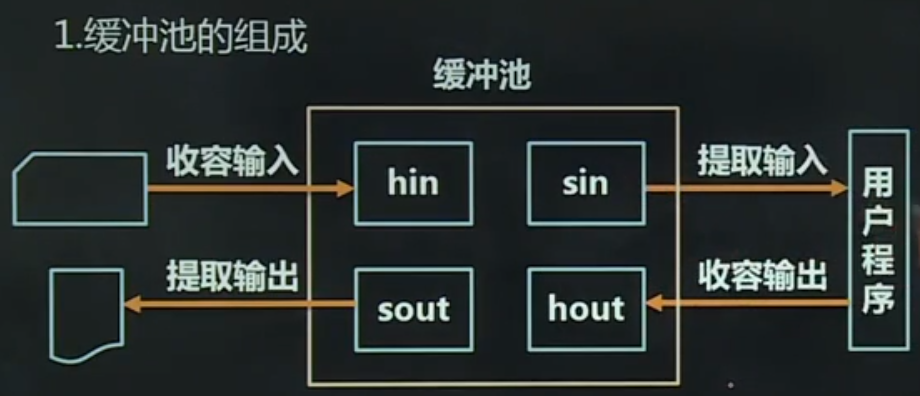 1.缓冲池的组成
缓冲池
收容输入
hin
sin
提取输入
提取输出
sout
hout
收容输出
用户程序